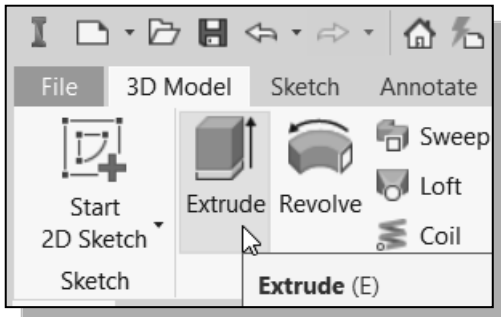 File 3D Model Sketch Annotate
Start
2D Sketch
Extrude
Revolve
Sweep
Loft
Coil
Sketch
Extrude (E)